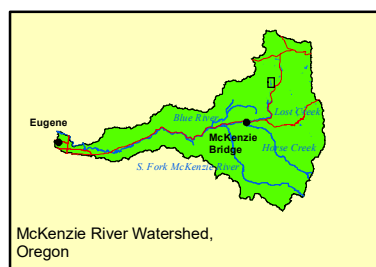 Blue River
Lost Creek
Eugene
McKenzie
Bridge
Horse Creek
S. Fork McKenzie River
McKenzie River Watershed,
Oregon